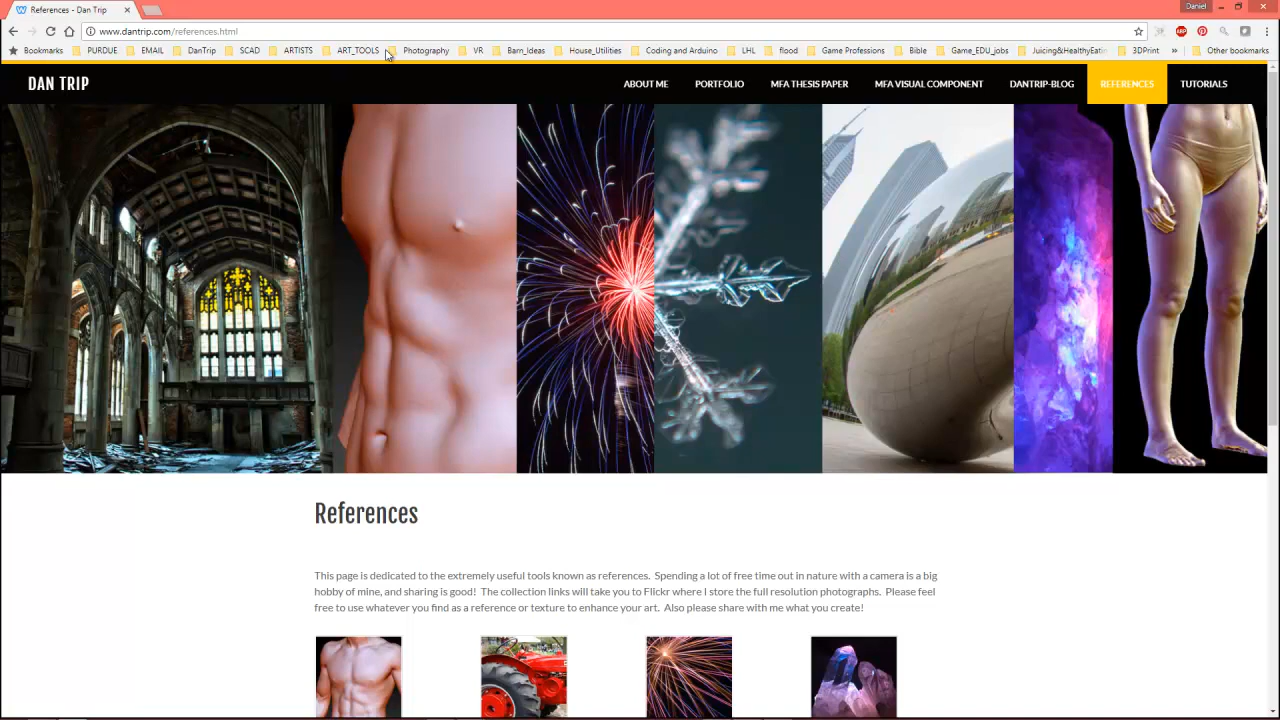 References - Dan Trip
Daniel
www.dantrip.com/references.html
Bookmarks PURDUE EMAIL DanTrip SCAD ARTISTS ART_TOOLS Photography VR Barn_Ideas House_Utilities Coding and Arduino LHL flood Game Professions Bible Game_EDU_jobs Juicing&HealthyEati 3DPrint » Other bookmarks
DAN TRIP
ABOUT ME PORTFOLIO MFA THESIS PAPER MFA VISUAL COMPONENT DANTRIP-BLOG REFERENCES TUTORIALS
References
This page is dedicated to the extremely useful tools known as references. Spending a lot of free time out in nature with a camera is a big
hobby of mine, and sharing is good! The collection links will take you to Flickr where I store the full resolution photographs. Please feel
free to use whatever you find as a reference or texture to enhance your art. Also please share with me what you create!